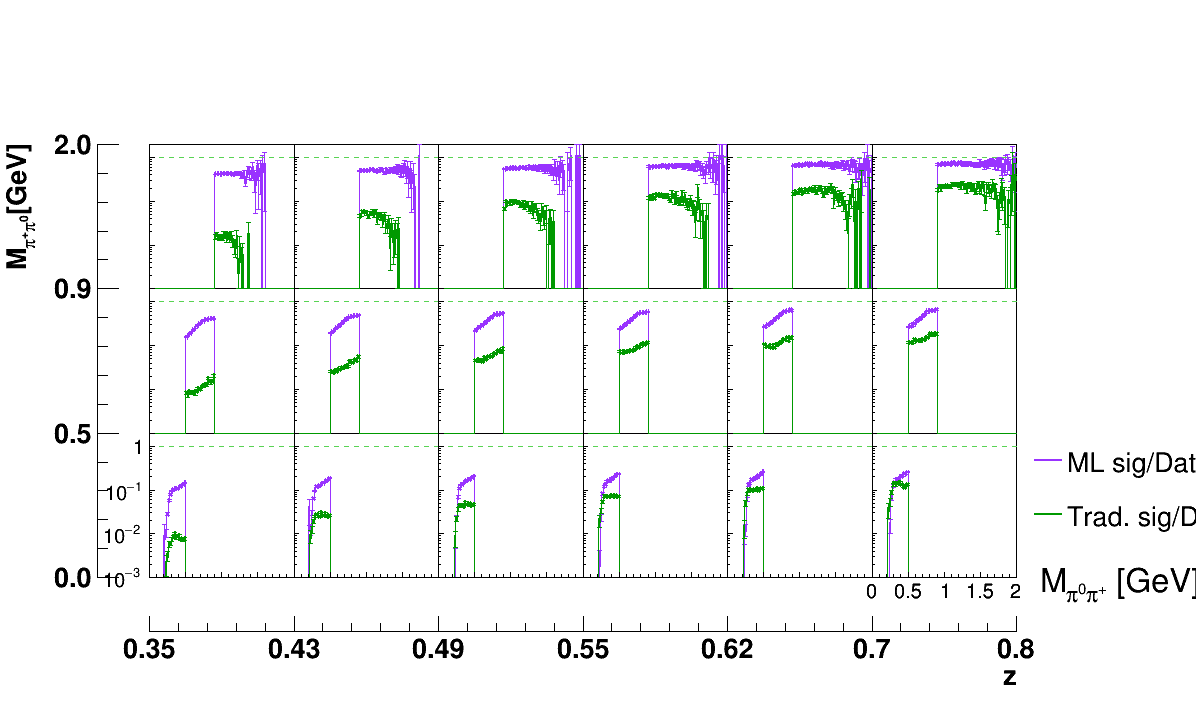 M_{π⁺π⁰}[GeV]
2.0
0.9
0.5
1
10⁻¹
10⁻²
0.0 10⁻³
ML sig/Dat
Trad. sig/D
0 0.5 1 1.5 2 M_{π⁰π⁺} [GeV]
0.35 0.43 0.49 0.55 0.62 0.7 0.8
z